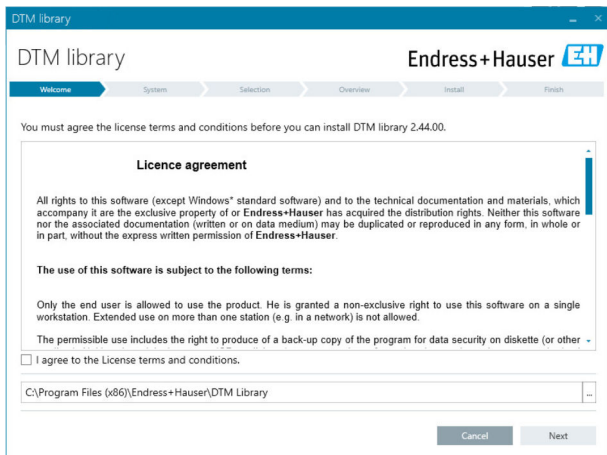 DTM library
DTM library
Endress+Hauser EH
Welcome System Selection Overview Install Finish
You must agree the license terms and conditions before you can install DTM library 2.44.00.
Licence agreement
All rights to this software (except Windows* standard software) and to the technical documentation and materials, which
accompany it are the exclusive property of or Endress+Hauser has acquired the distribution rights. Neither this software
nor the associated documentation (written or on data medium) may be duplicated or reproduced in any form, in whole or
in part, without the express written permission of Endress+Hauser.
The use of this software is subject to the following terms:
Only the end user is allowed to use the product. He is granted a non-exclusive right to use this software on a single
workstation. Extended use on more than one station (e.g. in a network) is not allowed.
The permissible use includes the right to produce of a back-up copy of the program for data security on diskette (or other
I agree to the License terms and conditions.
C:\Program Files (x86)\Endress+Hauser\DTM Library ...
Cancel Next